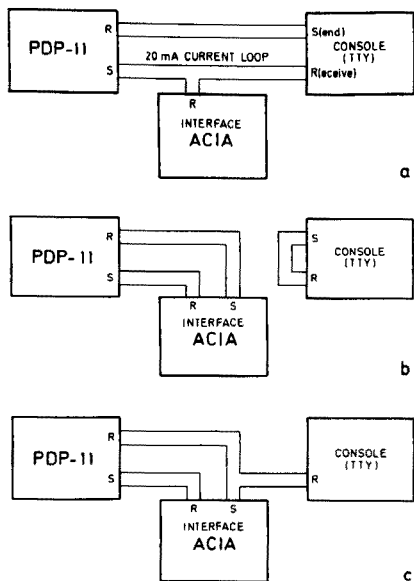 PDP-11
R
S
S(end)
CONSOLE
(TTY)
R(eceive)
20 mA CURRENT LOOP
R
INTERFACE
ACIA
a
PDP-11
R
S
S
CONSOLE
(TTY)
R
R S
INTERFACE
ACIA
b
PDP-11
R
S
CONSOLE
(TTY)
R
R S
INTERFACE
ACIA
c